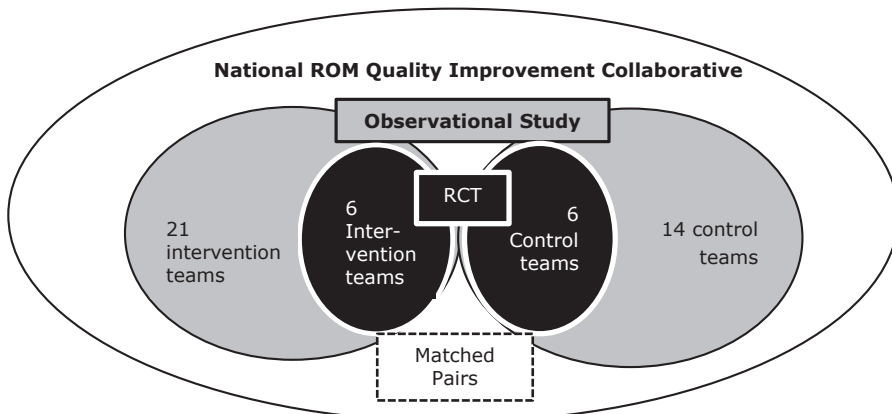 National ROM Quality Improvement Collaborative
Observational Study
RCT
21
intervention
teams
6
Inter-
vention
teams
6
Control
teams
14 control
teams
Matched
Pairs